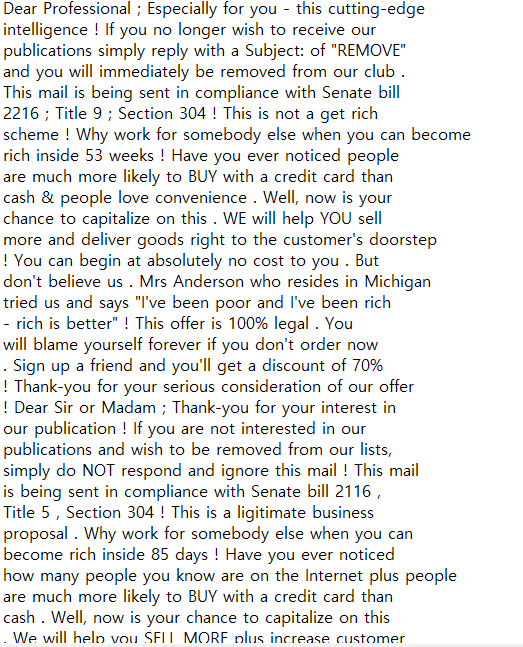 Dear Professional ; Especially for you - this cutting-edge
intelligence ! If you no longer wish to receive our
publications simply reply with a Subject: of "REMOVE"
and you will immediately be removed from our club .
This mail is being sent in compliance with Senate bill
2216 ; Title 9 ; Section 304 ! This is not a get rich
scheme ! Why work for somebody else when you can become
rich inside 53 weeks ! Have you ever noticed people
are much more likely to BUY with a credit card than
cash & people love convenience . Well, now is your
chance to capitalize on this . WE will help YOU sell
more and deliver goods right to the customer's doorstep
! You can begin at absolutely no cost to you . But
don't believe us . Mrs Anderson who resides in Michigan
tried us and says "I've been poor and I've been rich
- rich is better" ! This offer is 100% legal . You
will blame yourself forever if you don't order now
. Sign up a friend and you'll get a discount of 70%
! Thank-you for your serious consideration of our offer
! Dear Sir or Madam ; Thank-you for your interest in
our publication ! If you are not interested in our
publications and wish to be removed from our lists,
simply do NOT respond and ignore this mail ! This mail
is being sent in compliance with Senate bill 2116 ,
Title 5 , Section 304 ! This is a ligitimate business
proposal . Why work for somebody else when you can
become rich inside 85 days ! Have you ever noticed
how many people you know are on the Internet plus people
are much more likely to BUY with a credit card than
cash . Well, now is your chance to capitalize on this
. We will help you SELL MORE plus increase customer